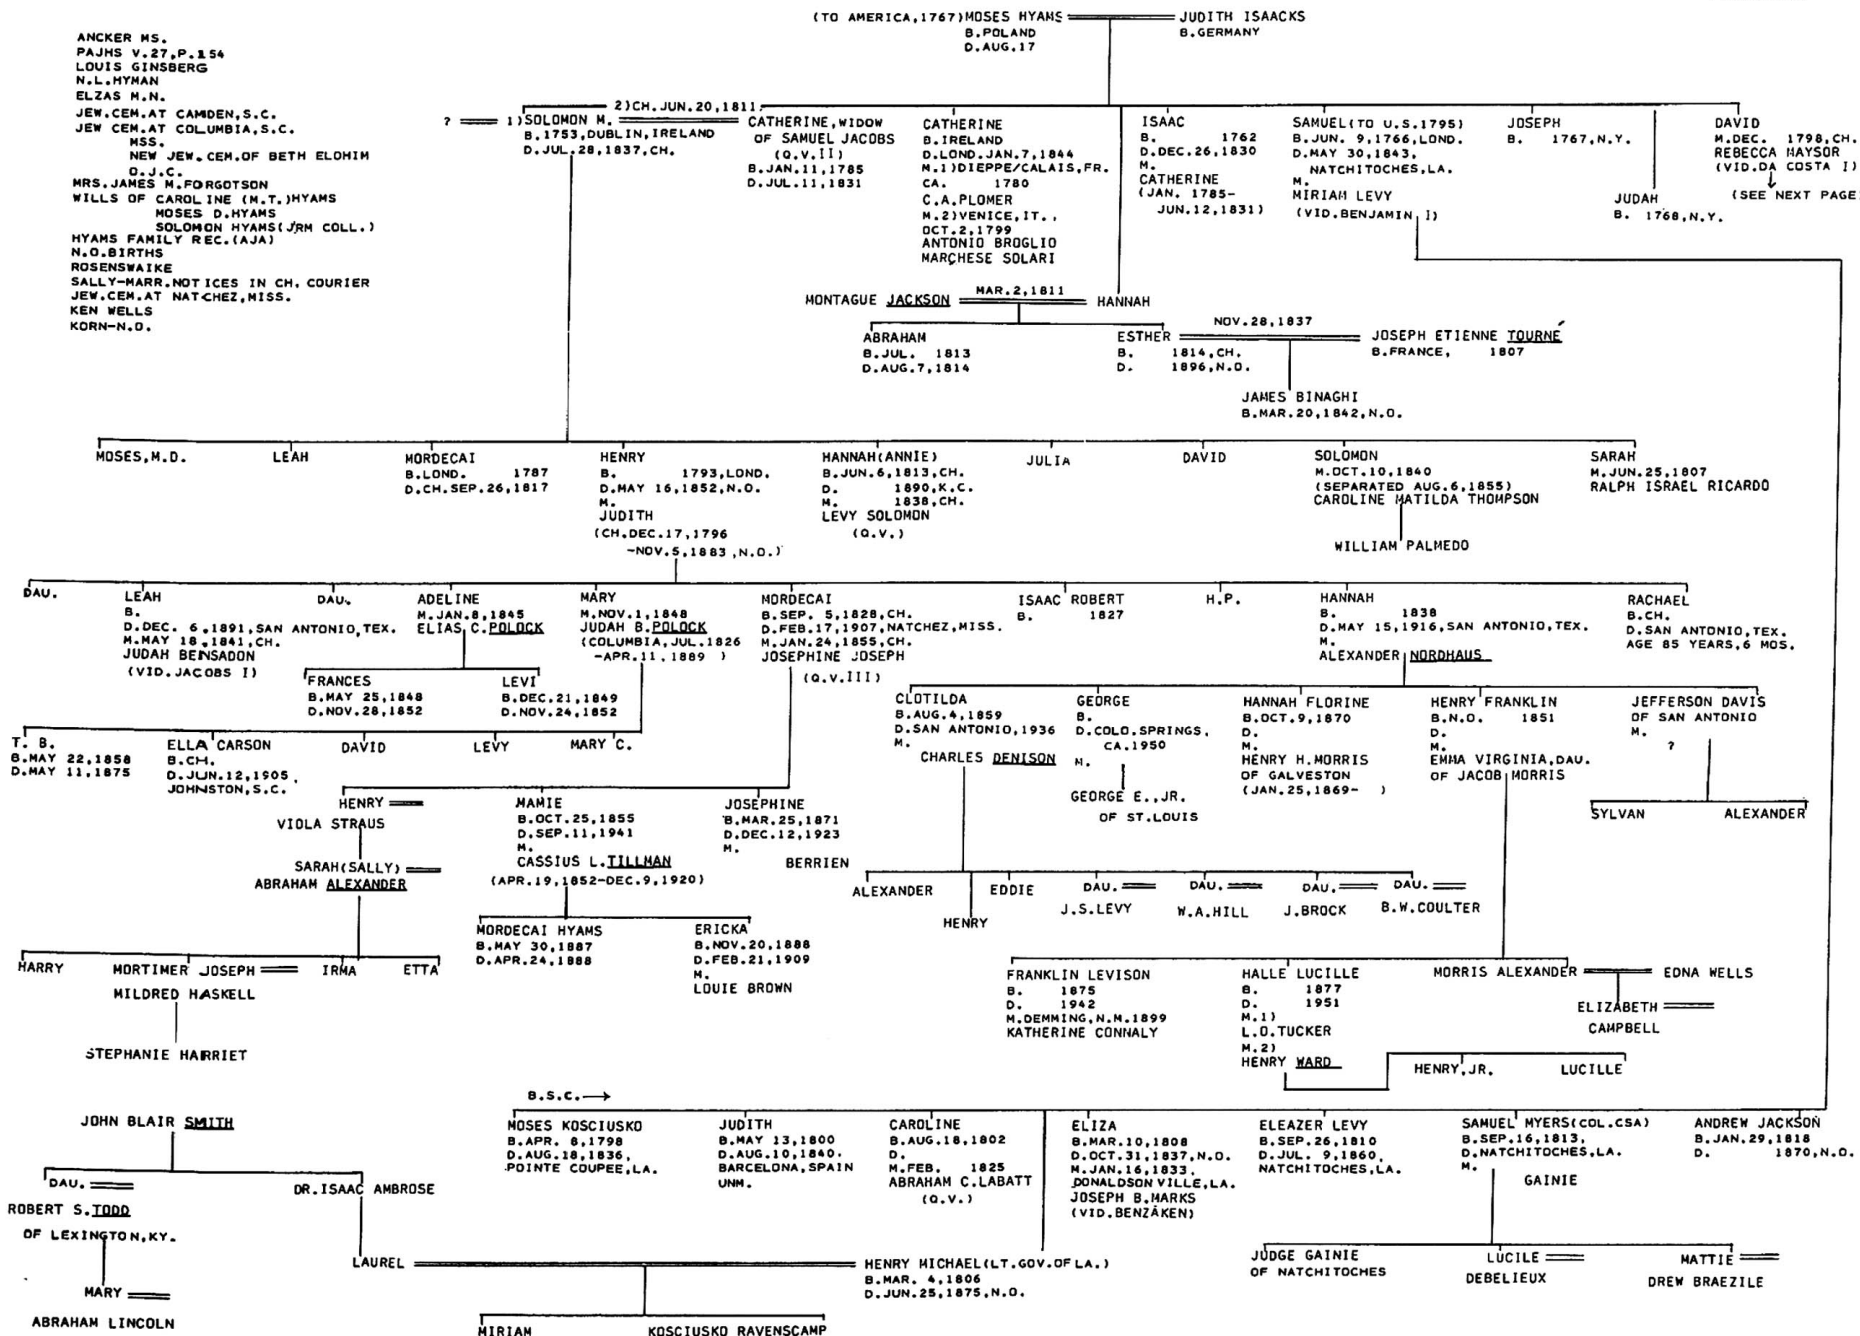 (TO AMERICA,1767)MOSES HYAMS
B.POLAND
D.AUG.17
JUDITH ISAACKS
B.GERMANY
ANCKER MS.
PAJHS V.27,P.154
LOUIS GINSBERG
N.L.HYMAN
ELZAS M.N.
JEW.CEM.AT CAMDEN,S.C.
JEW CEM.AT COLUMBIA,S.C.
MSS.
NEW JEW.CEM.OF BETH ELOHIM
O.J.C.
MRS.JAMES M.FORGOTSON
WILLS OF CAROLINE (M.T.)HYAMS
MOSES D.HYAMS
SOLOMON HYAMS(JRM COLL.)
HYAMS FAMILY REC.(AJA)
N.O.BIRTHS
ROSENSWAIKE
SALLY-MARR.NOTICES IN CH. COURIER
JEW.CEM.AT NATCHEZ,MISS.
KEN WELLS
KORN-N.O.
2)CH.JUN.20,1811
? 1)SOLOMON M.
B.1753,DUBLIN,IRELAND
D.JUL.28,1837,CH.
CATHERINE,WIDOW
OF SAMUEL JACOBS
(Q.V.II)
B.JAN.11,1785
D.JUL.11,1831
CATHERINE
B.IRELAND
D.LOND.JAN.7,1844
M.1)DIEPPE/CALAIS,FR.
CA. 1780
C.A.PLOMER
M.2)VENICE,IT.,
OCT.2,1799
ANTONIO BROGLIO
MARCHESE SOLARI
ISAAC
B. 1762
D.DEC.26,1830
M.
CATHERINE
(JAN. 1785-
JUN.12,1831)
SAMUEL(TO U.S.1795)
B.JUN. 9,1766,LOND.
D.MAY 30,1843,
NATCHITOCHES,LA.
M.
MIRIAM LEVY
(VID.BENJAMIN I)
JOSEPH
B. 1767,N.Y.
JUDAH
B. 1768,N.Y.
DAVID
M.DEC. 1798,CH.
REBECCA MAYSOR
(VID.DA COSTA I)
(SEE NEXT PAGE)
MAR.2,1811
MONTAGUE JACKSON
HANNAH
ABRAHAM
B.JUL. 1813
D.AUG.7,1814
ESTHER
B. 1814,CH.
D. 1896,N.O.
NOV.28,1837
JOSEPH ETIENNE TOURNÉ
B.FRANCE, 1807
JAMES BINAGHI
B.MAR.20,1842,N.O.
MOSES,M.D.
LEAH
MORDECAI
B.LOND. 1787
D.CH.SEP.26,1817
HENRY
B. 1793,LOND.
D.MAY 16,1852,N.O.
M.
JUDITH
(CH.DEC.17,1796
-NOV.5,1883,N.O.)
HANNAH(ANNIE)
B.JUN.6,1813,CH.
D. 1890,K.C.
M. 1838,CH.
LEVY SOLOMON
(Q.V.)
JULIA
DAVID
SOLOMON
M.OCT.10,1840
(SEPARATED AUG.6,1855)
CAROLINE MATILDA THOMPSON
WILLIAM PALMEDO
SARAH
M.JUN.25,1807
RALPH ISRAEL RICARDO
DAU.
LEAH
B.
D.DEC. 6,1891,SAN ANTONIO,TEX.
M.MAY 18,1841,CH.
JUDAH BENSADON
(VID.JACOBS I)
DAU.
ADELINE
M.JAN.8,1845
ELIAS C.POLOCK
MARY
M.NOV.1,1848
JUDAH B.POLOCK
(COLUMBIA,JUL.1826
-APR.11,1889 )
MORDECAI
B.SEP. 5,1828,CH.
D.FEB.17,1907,NATCHEZ,MISS.
M.JAN.24,1855,CH.
JOSEPHINE JOSEPH
(Q.V.III)
ISAAC ROBERT
B. 1827
H.P.
HANNAH
B. 1838
D.MAY 15,1916,SAN ANTONIO,TEX.
M.
ALEXANDER NORDHAUS
RACHAEL
B.CH.
D.SAN ANTONIO,TEX.
AGE 85 YEARS,6 MOS.
FRANCES
B.MAY 25,1848
D.NOV.28,1852
LEVI
B.DEC.21,1849
D.NOV.24,1852
T. B.
B.MAY 22,1858
D.MAY 11,1875
ELLA CARSON
B.CH.
D.JUN.12,1905,
JOHNSTON,S.C.
DAVID
LEVY
MARY C.
CLOTILDA
B.AUG.4,1859
D.SAN ANTONIO,1936
M.
CHARLES DENISON
GEORGE
B.
D.COLO.SPRINGS,
CA.1950
M.
GEORGE E.,JR.
OF ST.LOUIS
HANNAH FLORINE
B.OCT.9,1870
D.
M.
HENRY H.MORRIS
OF GALVESTON
(JAN.25,1869- )
HENRY FRANKLIN
B.N.O. 1851
D.
M.
EMMA VIRGINIA,DAU.
OF JACOB MORRIS
JEFFERSON DAVIS
OF SAN ANTONIO
M.
?
SYLVAN
ALEXANDER
HENRY
VIOLA STRAUS
MAMIE
B.OCT.25,1855
D.SEP.11,1941
M.
CASSIUS L.TILLMAN
(APR.19,1852-DEC.9,1920)
JOSEPHINE
B.MAR.25,1871
D.DEC.12,1923
M.
BERRIEN
SARAH(SALLY)
ABRAHAM ALEXANDER
ALEXANDER
HENRY
EDDIE
DAU.
J.S.LEVY
DAU.
W.A.HILL
DAU.
J.BROCK
DAU.
B.W.COULTER
MORDECAI HYAMS
B.MAY 30,1887
D.APR.24,1888
ERICKA
B.NOV.20,1888
D.FEB.21,1909
M.
LOUIE BROWN
HARRY
MORTIMER JOSEPH
MILDRED HASKELL
IRMA
ETTA
STEPHANIE HARRIET
FRANKLIN LEVISON
B. 1875
D. 1942
M.DEMMING,N.M.1899
KATHERINE CONNALY
HALLE LUCILLE
B. 1877
D. 1951
M.1)
L.O.TUCKER
M.2)
HENRY WARD
MORRIS ALEXANDER
EDNA WELLS
ELIZABETH
CAMPBELL
HENRY,JR.
LUCILLE
B.S.C.→
JOHN BLAIR SMITH
DAU.
ROBERT S.TODD
OF LEXINGTON,KY.
DR.ISAAC AMBROSE
MARY
ABRAHAM LINCOLN
MOSES KOSCIUSKO
B.APR. 8,1798
D.AUG.18,1836,
POINTE COUPEE,LA.
JUDITH
B.MAY 13,1800
D.AUG.10,1840.
BARCELONA,SPAIN
UNM.
CAROLINE
B.AUG.18,1802
D.
M.FEB. 1825
ABRAHAM C.LABATT
(Q.V.)
ELIZA
B.MAR.10,1808
D.OCT.31,1837,N.O.
M.JAN.16,1833,
DONALDSONVILLE,LA.
JOSEPH B.MARKS
(VID.BENZÁKEN)
ELEAZER LEVY
B.SEP.26,1810
D.JUL. 9,1860,
NATCHITOCHES,LA.
SAMUEL MYERS(COL.CSA)
B.SEP.16,1813,
D.NATCHITOCHES,LA.
M.
GAINIE
ANDREW JACKSON
B.JAN.29,1818
D. 1870,N.O.
LAUREL
HENRY MICHAEL(LT.GOV.OF LA.)
B.MAR. 4,1806
D.JUN.25,1875,N.O.
JUDGE GAINIE
OF NATCHITOCHES
LUCILE
DEBELIEUX
MATTIE
DREW BRAEZILE
MIRIAM
KOSCIUSKO RAVENSCAMP